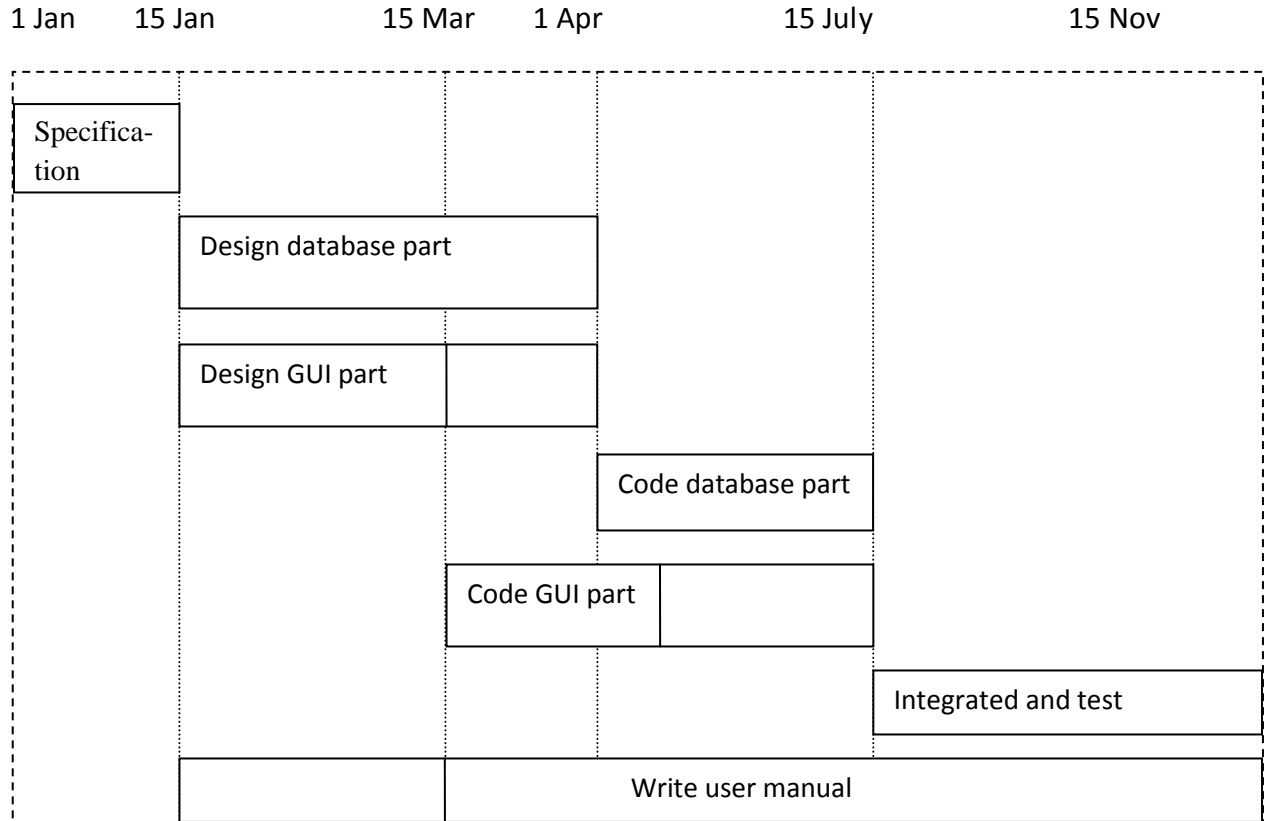 1 Jan 15 Jan 15 Mar 1 Apr 15 July 15 Nov
Specifica-
tion
Design database part
Design GUI part
Code database part
Code GUI part
Integrated and test
Write user manual